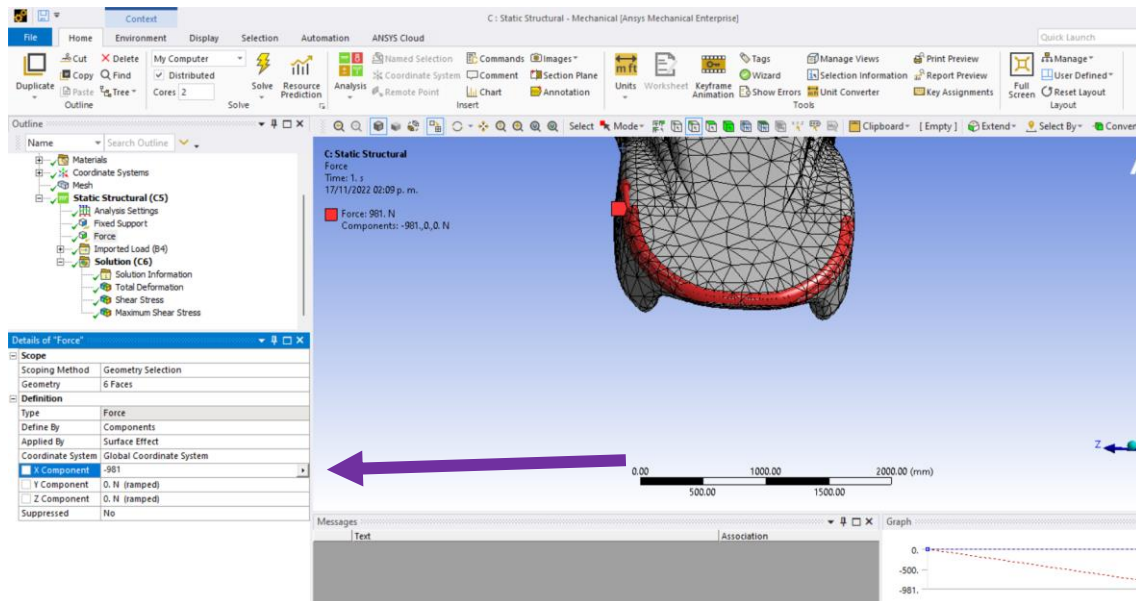 Context
C : Static Structural - Mechanical [Ansys Mechanical Enterprise]
File Home Environment Display Selection Automation ANSYS Cloud Quick Launch
Duplicate
Cut
Copy
Paste
Delete
Find
Tree
Outline
My Computer
Distributed
Cores 2
Solve
Resource Prediction
Solve
Analysis
Named Selection
Coordinate System
Remote Point
Commands
Comment
Chart
Images
Section Plane
Annotation
Insert
Units
Worksheet
Keyframe Animation
Tags
Wizard
Show Errors
Manage Views
Selection Information
Unit Converter
Print Preview
Report Preview
Key Assignments
Tools
Full Screen
Manage
User Defined
Reset Layout
Layout
Outline
Name Search Outline
Select Mode Clipboard [Empty] Extend Select By Conver
Materials
Coordinate Systems
Mesh
Static Structural (C5)
Analysis Settings
Fixed Support
Force
Imported Load (B4)
Solution (C6)
Solution Information
Total Deformation
Shear Stress
Maximum Shear Stress
C: Static Structural
Force
Time: 1. s
17/11/2022 02:09 p. m.
Force: 981. N
Components: -981.,0.,0. N
Details of "Force"
Scope
Scoping Method Geometry Selection
Geometry 6 Faces
Definition
Type Force
Define By Components
Applied By Surface Effect
Coordinate System Global Coordinate System
X Component -981
Y Component 0. N (ramped)
Z Component 0. N (ramped)
Suppressed No
Z
0.00 1000.00 2000.00 (mm)
500.00 1500.00
Messages
Text Association
Graph
0.
-500.
-981.